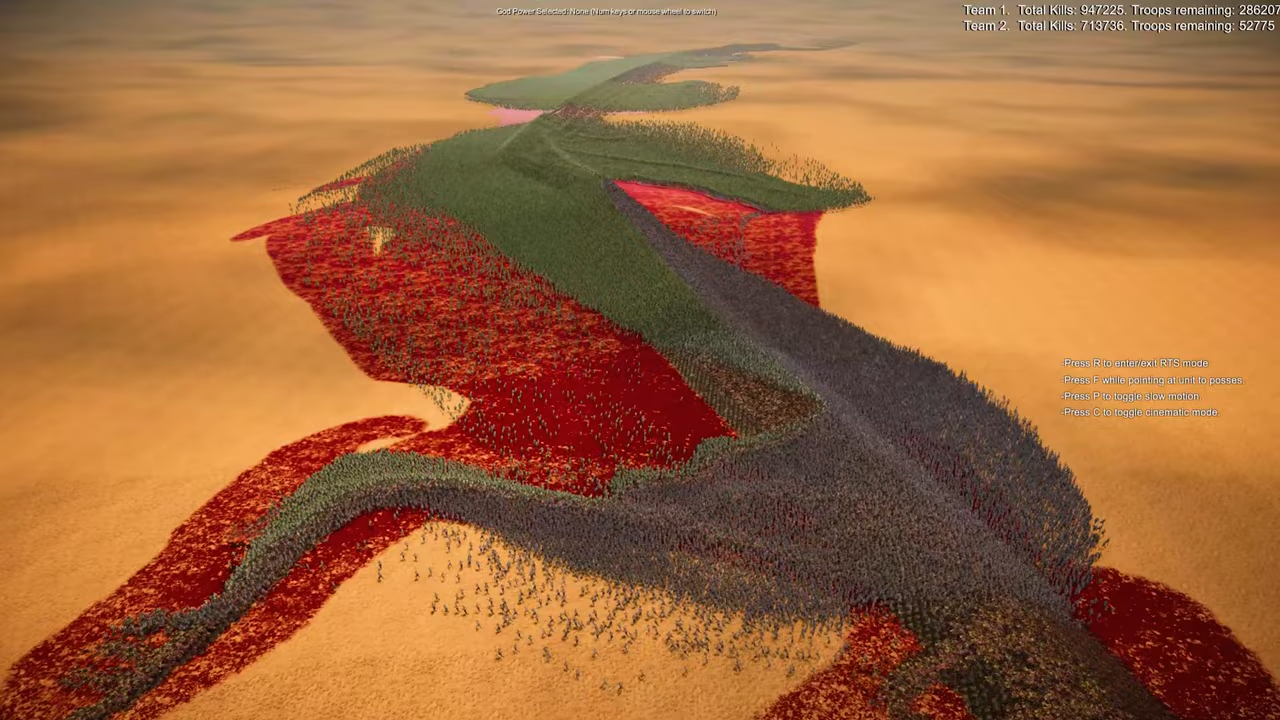 God Power Selected: None (Num keys or mouse wheel to switch)
Team 1. Total Kills: 947225. Troops remaining: 286207
Team 2. Total Kills: 713736. Troops remaining: 52775
-Press R to enter/exit RTS mode
-Press F while pointing at unit to posses.
-Press P to toggle slow motion.
-Press C to toggle cinematic mode.